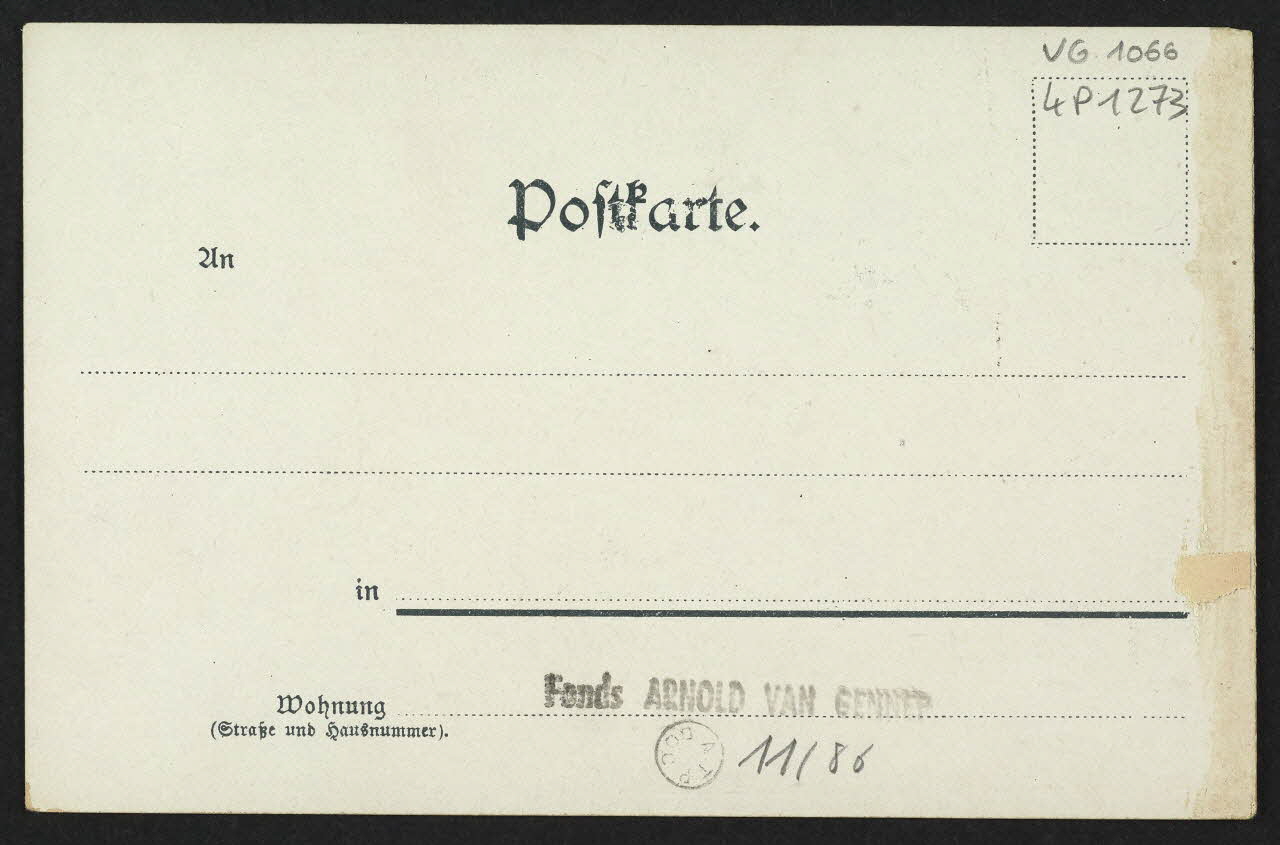 VG 1066
4P1273
Poſtkarte.
An
in
Fonds ARNOLD VAN GENNEP
Wohnung
(Straße und Hausnummer).
11/86